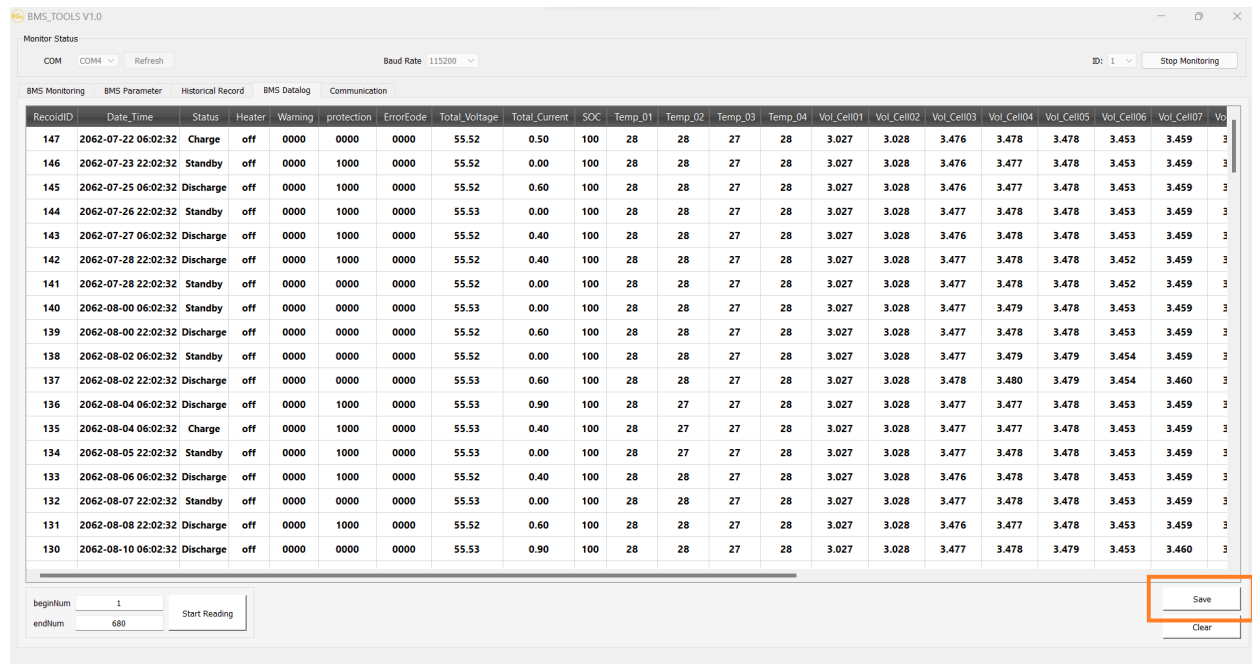 BMS_TOOLS V1.0
Monitor Status
COM COM4 Refresh Baud Rate 115200 ID: 1 Stop Monitoring
BMS Monitoring BMS Parameter Historical Record BMS Datalog Communication
RecoidID Date_Time Status Heater Warning protection ErrorEode Total_Voltage Total_Current SOC Temp_01 Temp_02 Temp_03 Temp_04 Vol_Cell01 Vol_Cell02 Vol_Cell03 Vol_Cell04 Vol_Cell05 Vol_Cell06 Vol_Cell07 Vo
147 2062-07-22 06:02:32 Charge off 0000 0000 0000 55.52 0.50 100 28 28 27 28 3.027 3.028 3.476 3.478 3.478 3.453 3.459
146 2062-07-23 22:02:32 Standby off 0000 1000 0000 55.52 0.00 100 28 28 27 28 3.027 3.028 3.476 3.477 3.478 3.453 3.459
145 2062-07-25 06:02:32 Discharge off 0000 1000 0000 55.52 0.60 100 28 28 27 28 3.027 3.028 3.476 3.477 3.478 3.453 3.459
144 2062-07-26 22:02:32 Standby off 0000 1000 0000 55.53 0.00 100 28 28 27 28 3.027 3.028 3.477 3.478 3.478 3.453 3.459
143 2062-07-27 06:02:32 Discharge off 0000 1000 0000 55.52 0.40 100 28 28 27 28 3.027 3.028 3.476 3.478 3.478 3.453 3.459
142 2062-07-28 22:02:32 Discharge off 0000 1000 0000 55.52 0.40 100 28 28 27 28 3.027 3.028 3.477 3.478 3.478 3.452 3.459
141 2062-07-28 22:02:32 Standby off 0000 1000 0000 55.52 0.00 100 28 28 27 28 3.027 3.028 3.477 3.478 3.478 3.452 3.459
140 2062-08-00 06:02:32 Standby off 0000 1000 0000 55.53 0.00 100 28 28 27 28 3.027 3.028 3.477 3.479 3.478 3.453 3.459
139 2062-08-00 22:02:32 Discharge off 0000 0000 0000 55.52 0.60 100 28 28 27 28 3.027 3.028 3.477 3.478 3.478 3.453 3.459
138 2062-08-02 06:02:32 Standby off 0000 1000 0000 55.52 0.00 100 28 28 27 28 3.027 3.028 3.477 3.479 3.479 3.454 3.459
137 2062-08-02 22:02:32 Discharge off 0000 0000 0000 55.53 0.60 100 28 28 27 28 3.027 3.028 3.478 3.480 3.479 3.454 3.460
136 2062-08-04 06:02:32 Discharge off 0000 1000 0000 55.53 0.90 100 28 27 27 28 3.027 3.028 3.477 3.477 3.478 3.453 3.459
135 2062-08-04 06:02:32 Charge off 0000 1000 0000 55.53 0.40 100 28 27 27 28 3.027 3.028 3.477 3.477 3.478 3.453 3.459
134 2062-08-05 22:02:32 Standby off 0000 1000 0000 55.53 0.00 100 28 27 27 28 3.027 3.028 3.477 3.477 3.478 3.453 3.459
133 2062-08-06 06:02:32 Discharge off 0000 1000 0000 55.52 0.40 100 28 28 27 28 3.027 3.028 3.476 3.478 3.478 3.453 3.459
132 2062-08-07 22:02:32 Standby off 0000 1000 0000 55.53 0.00 100 28 28 27 28 3.027 3.028 3.477 3.478 3.478 3.453 3.459
131 2062-08-08 22:02:32 Discharge off 0000 1000 0000 55.52 0.60 100 28 28 27 28 3.027 3.028 3.476 3.477 3.478 3.453 3.459
130 2062-08-10 06:02:32 Discharge off 0000 0000 0000 55.53 0.90 100 28 28 27 28 3.027 3.028 3.477 3.478 3.479 3.453 3.460
beginNum 1 Start Reading Save
endNum 680 Clear